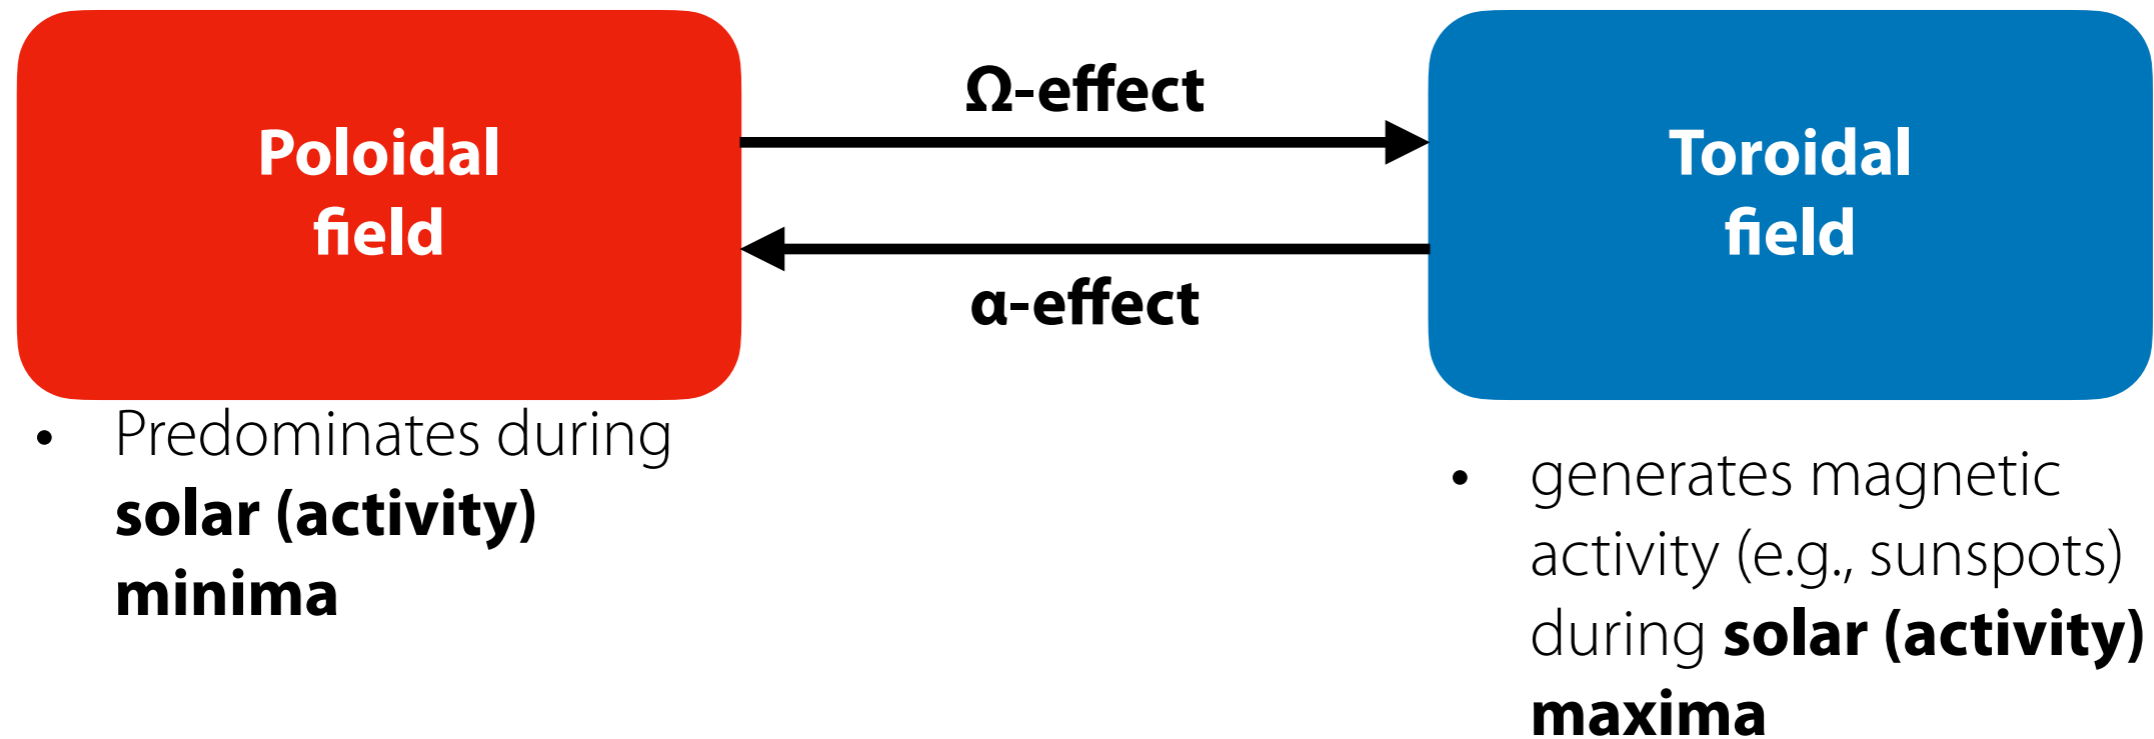 Poloidal
field
Ω-effect
α-effect
Toroidal
field
• Predominates during
solar (activity)
minima
• generates magnetic
activity (e.g., sunspots)
during solar (activity)
maxima